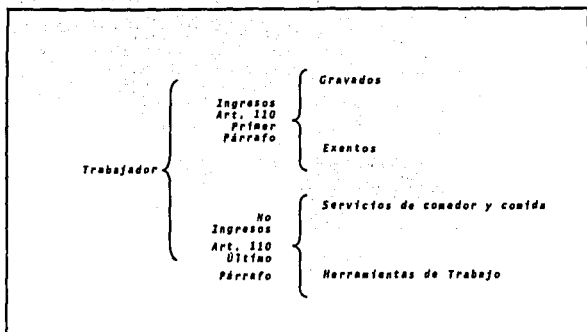 Trabajador
Ingresos
Art. 110
Primer
Párrafo
Gravados
Exentos
No
Ingresos
Art. 110
Último
Párrafo
Servicios de comedor y comida
Herramientas de Trabajo